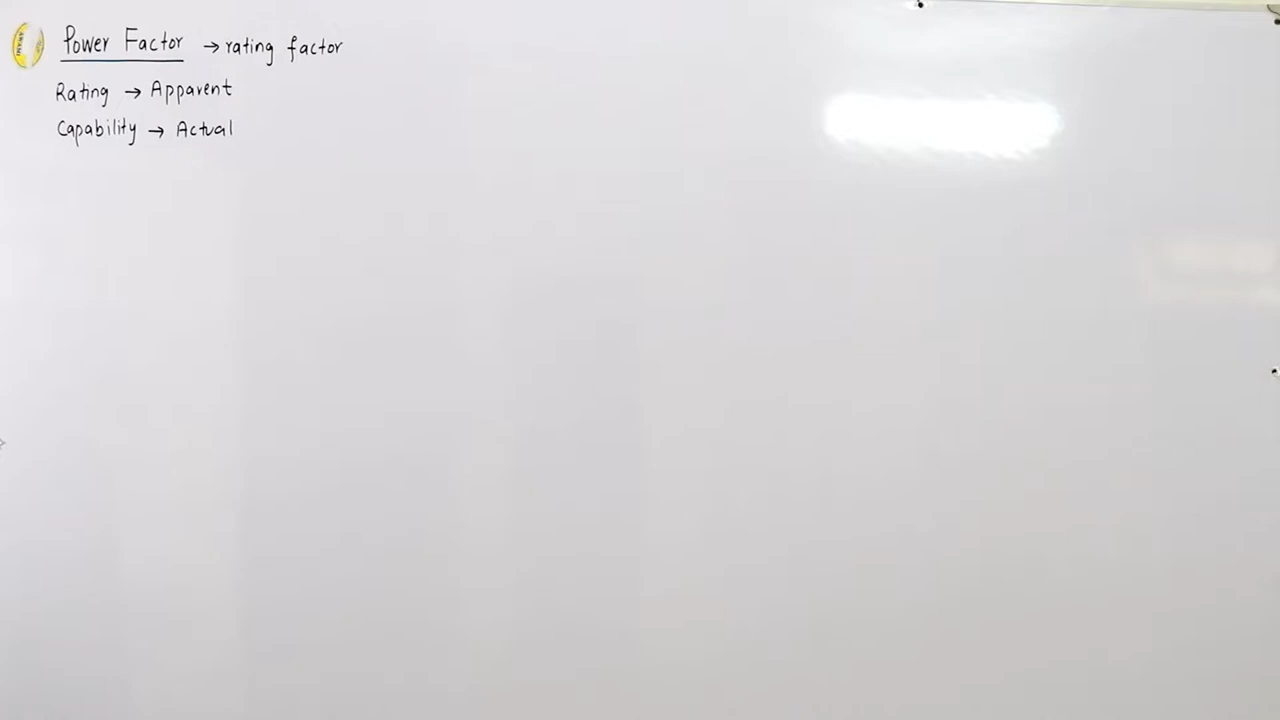 Power Factor → rating factor
Rating → Apparent
Capability → Actual